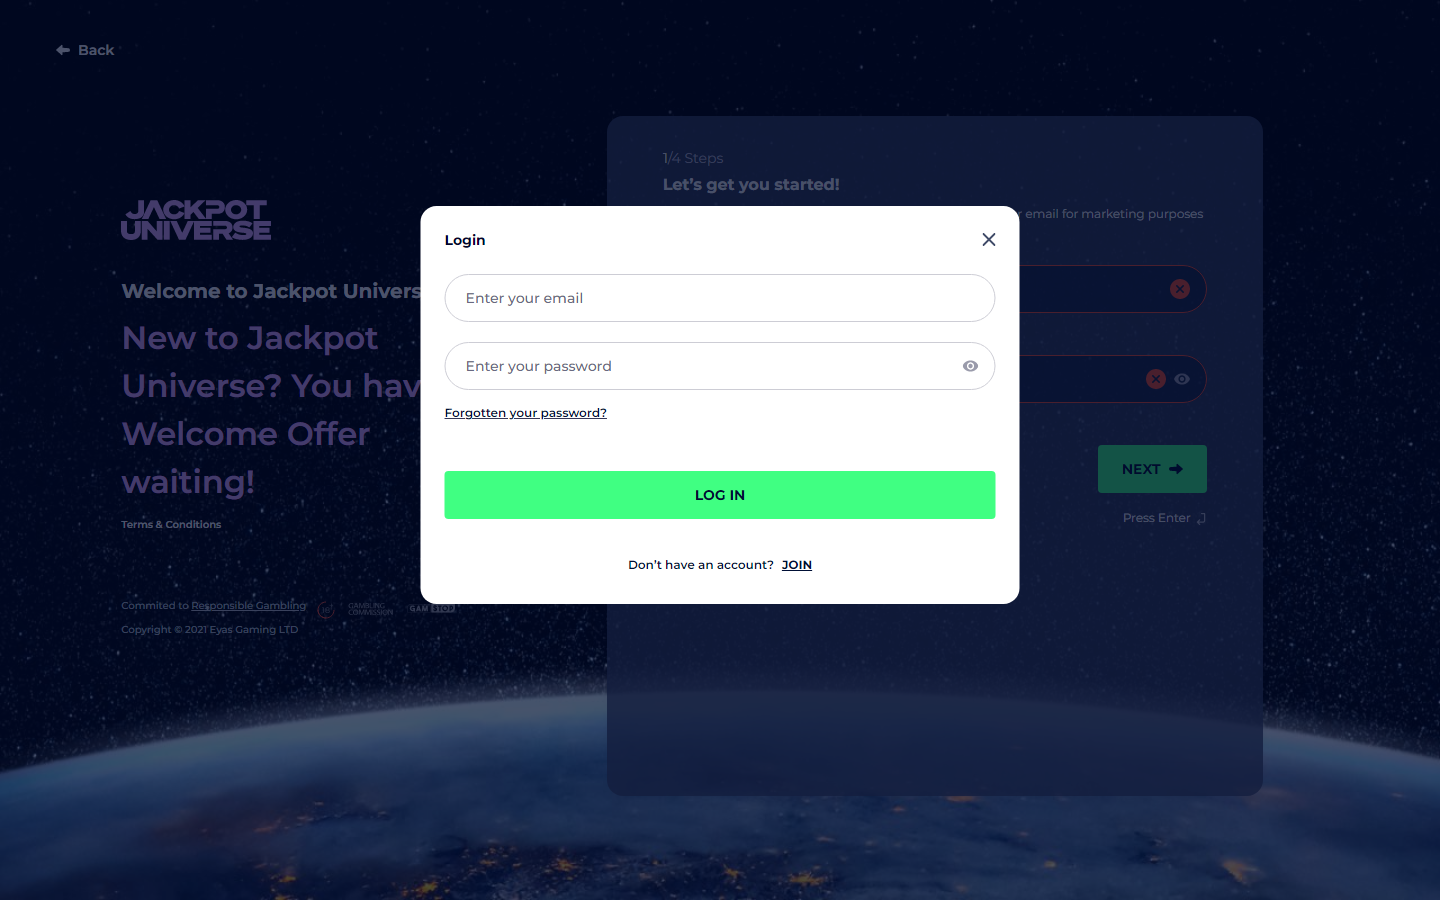 Back
1/4 Steps
Let's get you started!
email for marketing purposes
JACKPOT
UNIVERSE
Welcome to Jackpot Univers
New to Jackpot
Universe? You hav
Welcome Offer
waiting!
Terms & Conditions
Commited to Responsible Gambling
18
GAMBLING
COMMISSION
GAMSTOP
Copyright © 2021 Eyas Gaming LTD
Login
Enter your email
Enter your password
Forgotten your password?
LOG IN
Don't have an account? JOIN
NEXT
Press Enter